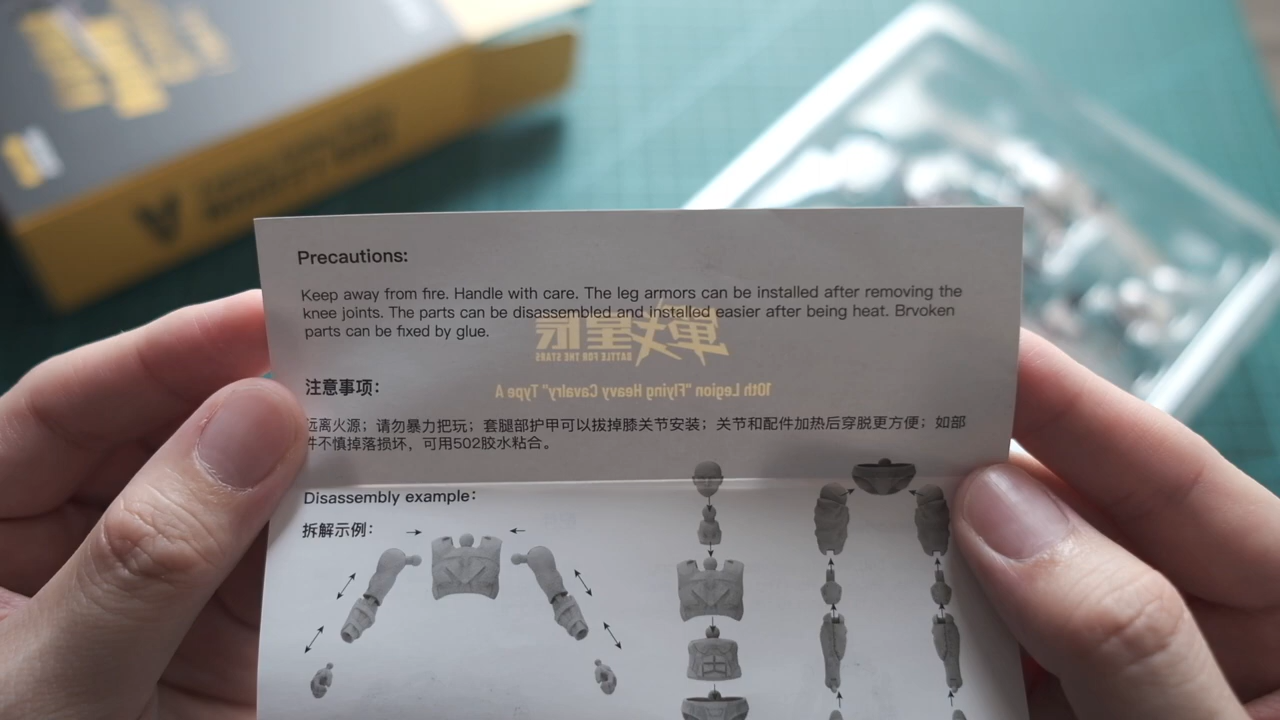 Precautions:
Keep away from fire. Handle with care. The leg armors can be installed after removing the
knee joints. The parts can be disassembled and installed easier after being heat. Brvoken
parts can be fixed by glue.
BATTLE FOR THE STARS
10th Legion "Flying Heavy Cavalry" Type A
注意事项：
远离火源；请勿暴力把玩；套腿部护甲可以拔掉膝关节安装；关节和配件加热后穿脱更方便；如部
件不慎掉落损坏，可用502胶水粘合。
Disassembly example:
拆解示例：